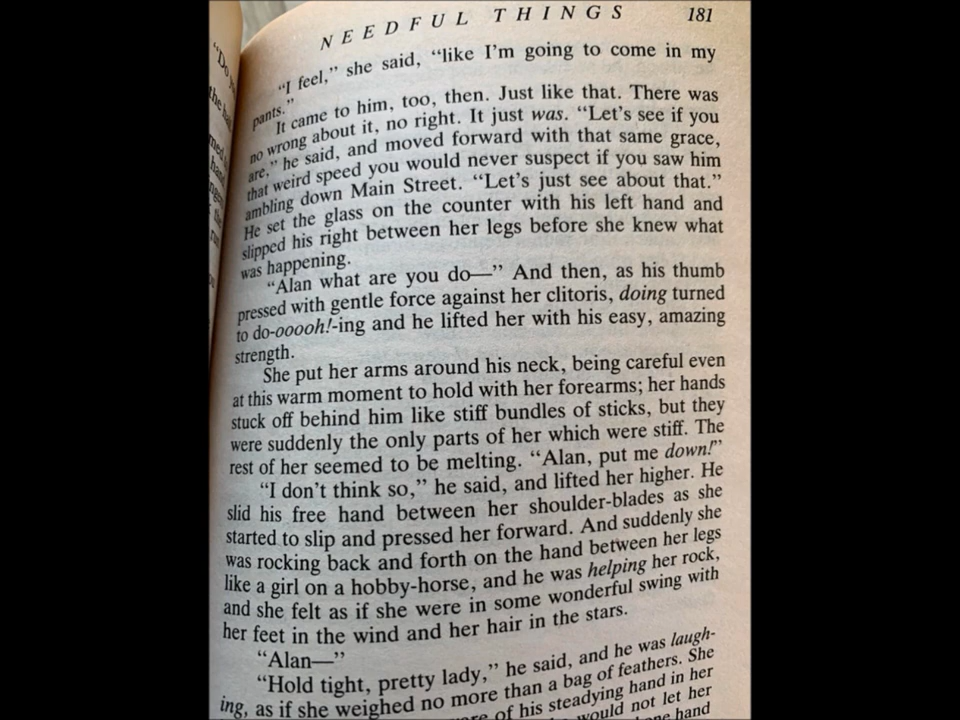 NEEDFUL THINGS 181
"I feel," she said, "like I'm going to come in my
pants."
It came to him, too, then. Just like that. There was
no wrong about it, no right. It just was. "Let's see if you
are," he said, and moved forward with that same grace,
that weird speed you would never suspect if you saw him
ambling down Main Street. "Let's just see about that."
He set the glass on the counter with his left hand and
slipped his right between her legs before she knew what
was happening.
"Alan what are you do—" And then, as his thumb
pressed with gentle force against her clitoris, doing turned
to do-ooooh!-ing and he lifted her with his easy, amazing
strength.
She put her arms around his neck, being careful even
at this warm moment to hold with her forearms; her hands
stuck off behind him like stiff bundles of sticks, but they
were suddenly the only parts of her which were stiff. The
rest of her seemed to be melting. "Alan, put me down!"
"I don't think so," he said, and lifted her higher. He
slid his free hand between her shoulder-blades as she
started to slip and pressed her forward. And suddenly she
was rocking back and forth on the hand between her legs
like a girl on a hobby-horse, and he was helping her rock,
and she felt as if she were in some wonderful swing with
her feet in the wind and her hair in the stars.
"Alan—"
"Hold tight, pretty lady," he said, and he was laugh-
ing, as if she weighed no more than a bag of feathers. She
of his steadying hand in her
would not let her
hand